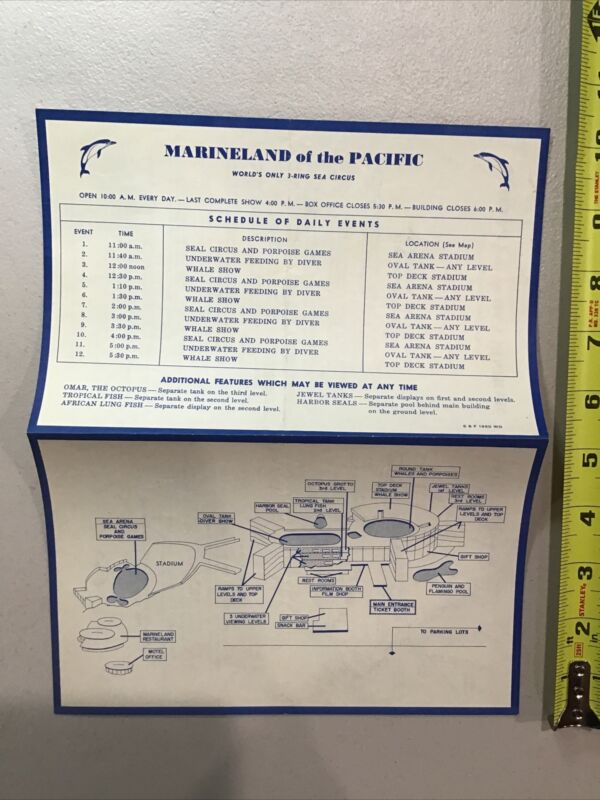 MARINELAND of the PACIFIC
WORLD'S ONLY 3-RING SEA CIRCUS
OPEN 10:00 A.M. EVERY DAY. — LAST COMPLETE SHOW 4:00 P.M. — BOX OFFICE CLOSES 5:30 P.M. — BUILDING CLOSES 6:00 P.M.
SCHEDULE OF DAILY EVENTS
EVENT TIME DESCRIPTION LOCATION (See Map)
1. 11:00 a.m. SEAL CIRCUS AND PORPOISE GAMES SEA ARENA STADIUM
2. 11:40 a.m. UNDERWATER FEEDING BY DIVER OVAL TANK — ANY LEVEL
3. 12:00 noon WHALE SHOW TOP DECK STADIUM
4. 12:30 p.m. SEAL CIRCUS AND PORPOISE GAMES SEA ARENA STADIUM
5. 1:10 p.m. UNDERWATER FEEDING BY DIVER OVAL TANK — ANY LEVEL
6. 1:30 p.m. WHALE SHOW TOP DECK STADIUM
7. 2:00 p.m. SEAL CIRCUS AND PORPOISE GAMES SEA ARENA STADIUM
8. 3:00 p.m. UNDERWATER FEEDING BY DIVER OVAL TANK — ANY LEVEL
9. 3:30 p.m. WHALE SHOW TOP DECK STADIUM
10. 4:00 p.m. SEAL CIRCUS AND PORPOISE GAMES SEA ARENA STADIUM
11. 5:00 p.m. UNDERWATER FEEDING BY DIVER OVAL TANK — ANY LEVEL
12. 5:30 p.m. WHALE SHOW TOP DECK STADIUM
ADDITIONAL FEATURES WHICH MAY BE VIEWED AT ANY TIME
OMAR, THE OCTOPUS — Separate tank on the third level.
TROPICAL FISH — Separate tank on the second level.
AFRICAN LUNG FISH — Separate display on the second level.
JEWEL TANKS — Separate displays on first and second levels.
HARBOR SEALS — Separate pool behind main building
on the ground level.
ROUND TANK
WHALES AND PORPOISES
OCTOPUS GROTTO
3rd LEVEL
TOP DECK
STADIUM
WHALE SHOW
JEWEL TANKS
1st LEVEL
REST ROOMS
3rd LEVEL
TROPICAL TANK
LUNG FISH
2nd LEVEL
HARBOR SEAL
POOL
RAMPS TO UPPER
LEVELS AND TOP
DECK
OVAL TANK
DIVER SHOW
SEA ARENA
SEAL CIRCUS
AND
PORPOISE GAMES
STADIUM
GIFT SHOP
REST ROOMS
RAMPS TO UPPER
LEVELS AND TOP
DECK
INFORMATION BOOTH
FILM SHOP
PENGUIN AND
FLAMINGO POOL
MAIN ENTRANCE
TICKET BOOTH
3 UNDERWATER
VIEWING LEVELS
GIFT SHOP
SNACK BAR
TO PARKING LOTS
MARINELAND
RESTAURANT
MOTEL
OFFICE
10
9
8
7
6
5
4
3
2
STANLEY
25ft
ft
in.